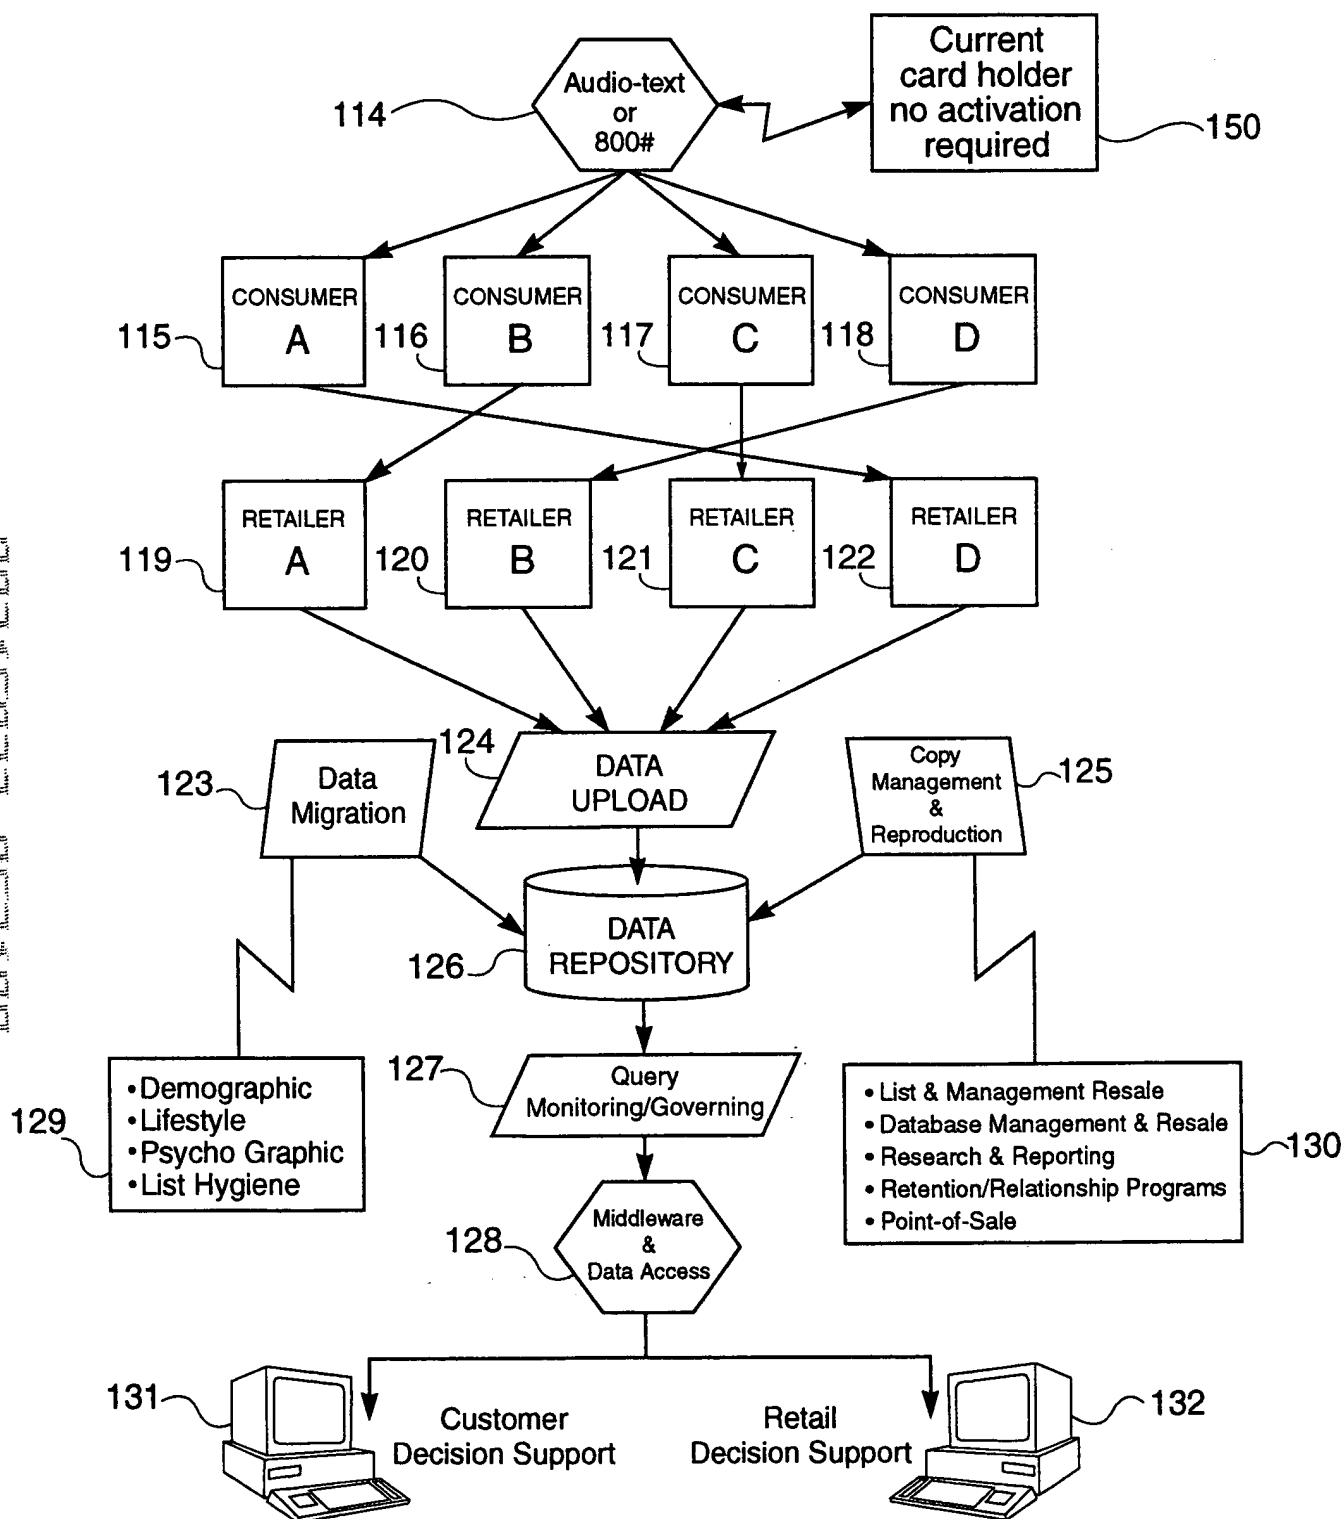 Current
card holder
no activation
required
150
Audio-text
or
800#
114
CONSUMER
A
115
CONSUMER
B
116
CONSUMER
C
117
CONSUMER
D
118
RETAILER
A
119
RETAILER
B
120
RETAILER
C
121
RETAILER
D
122
Data
Migration
123
DATA
UPLOAD
124
Copy
Management
&
Reproduction
125
DATA
REPOSITORY
126
Query
Monitoring/Governing
127
•Demographic
•Lifestyle
•Psycho Graphic
•List Hygiene
129
• List & Management Resale
• Database Management & Resale
• Research & Reporting
• Retention/Relationship Programs
• Point-of-Sale
130
Middleware
&
Data Access
128
131
Customer
Decision Support
Retail
Decision Support
132